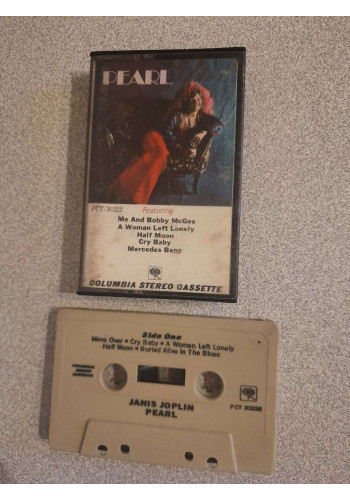 PEARL
PCT 30322
Featuring
Me And Bobby McGee
A Woman Left Lonely
Half Moon
Cry Baby
Mercedes Benz
COLUMBIA STEREO CASSETTE
Side One
Move Over • Cry Baby • A Woman Left Lonely
Half Moon • Buried Alive In The Blues
JANIS JOPLIN
PEARL